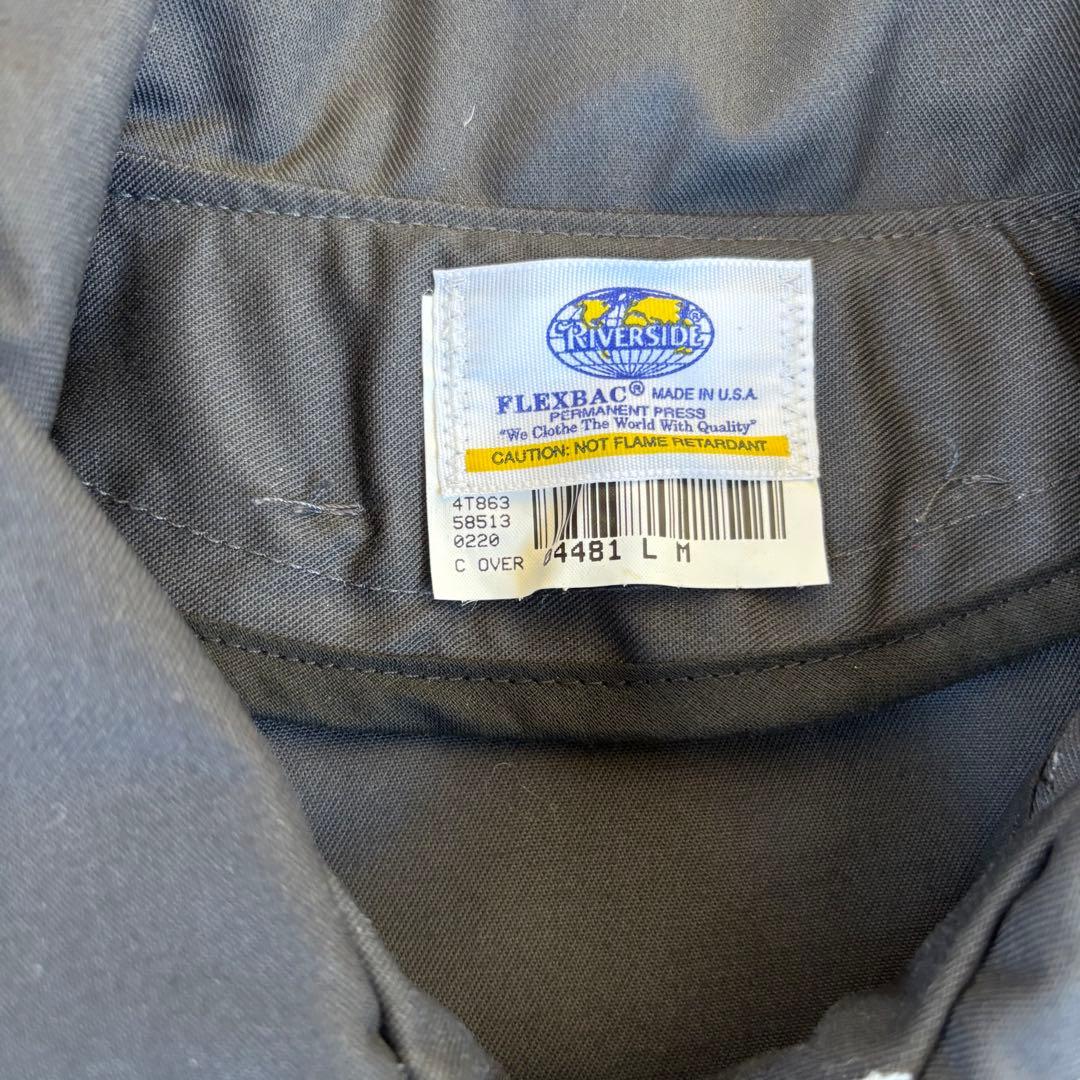 RIVERSIDE®
FLEXBAC® MADE IN U.S.A.
PERMANENT PRESS
"We Clothe The World With Quality"
CAUTION: NOT FLAME RETARDANT
4T863
58513
0220
C OVER 04481 L M